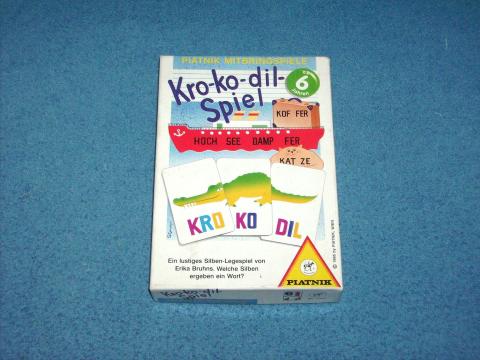 PIATNIK MITBRINGSPIELE
Kro-ko-dil-
Spiel
6
Jahren
KOF FER
HOCH SEE DAMP FER
KAT ZE
KRO KO DIL
Ein lustiges Silben-Legespiel von
Erika Bruhns. Welche Silben
ergeben ein Wort?
PIATNIK